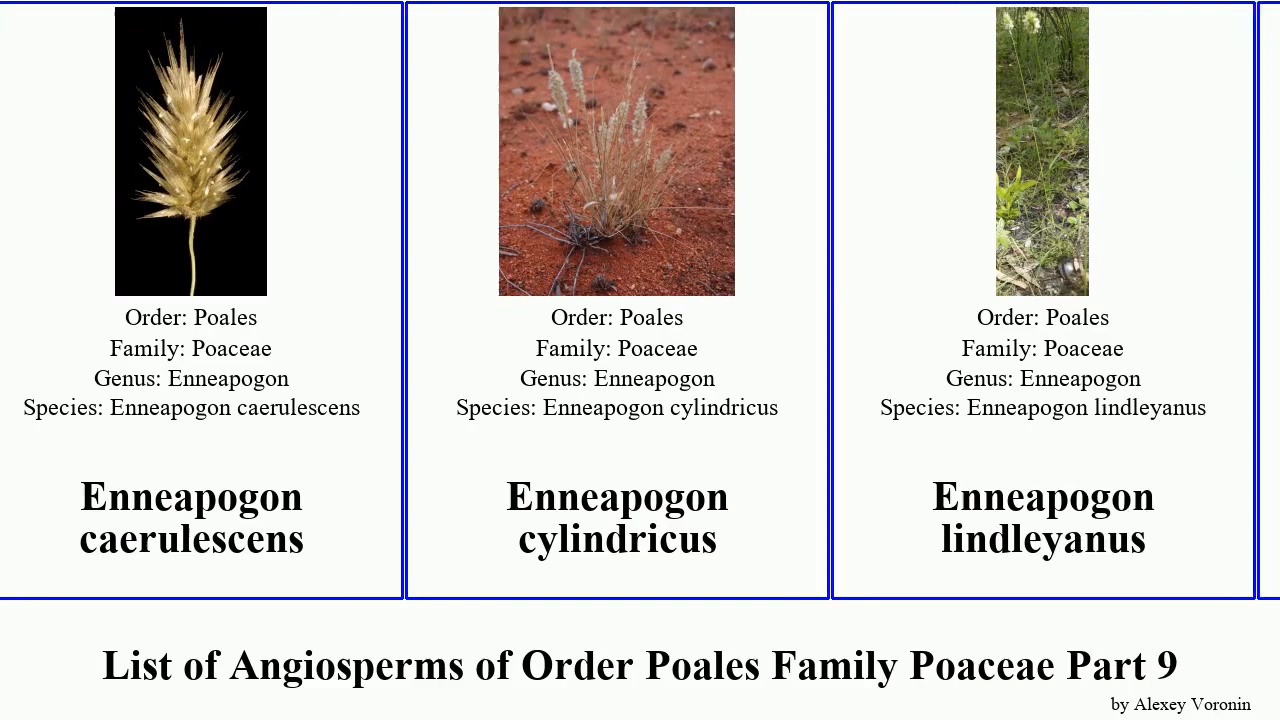 Order: Poales
Family: Poaceae
Genus: Enneapogon
Species: Enneapogon caerulescens
Enneapogon
caerulescens
Order: Poales
Family: Poaceae
Genus: Enneapogon
Species: Enneapogon cylindricus
Enneapogon
cylindricus
Order: Poales
Family: Poaceae
Genus: Enneapogon
Species: Enneapogon lindleyanus
Enneapogon
lindleyanus
List of Angiosperms of Order Poales Family Poaceae Part 9
by Alexey Voronin